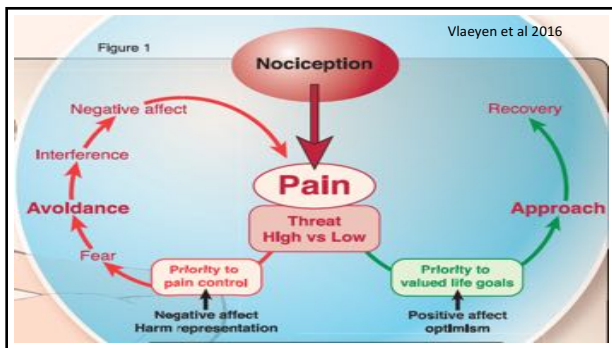 Vlaeyen et al 2016
Figure 1
Nociception
Negative affect
Recovery
Interference
Pain
Avoidance
Approach
Threat
High vs Low
Fear
Priority to
pain control
Priority to
valued life goals
Negative affect
Harm representation
Positive affect
optimism